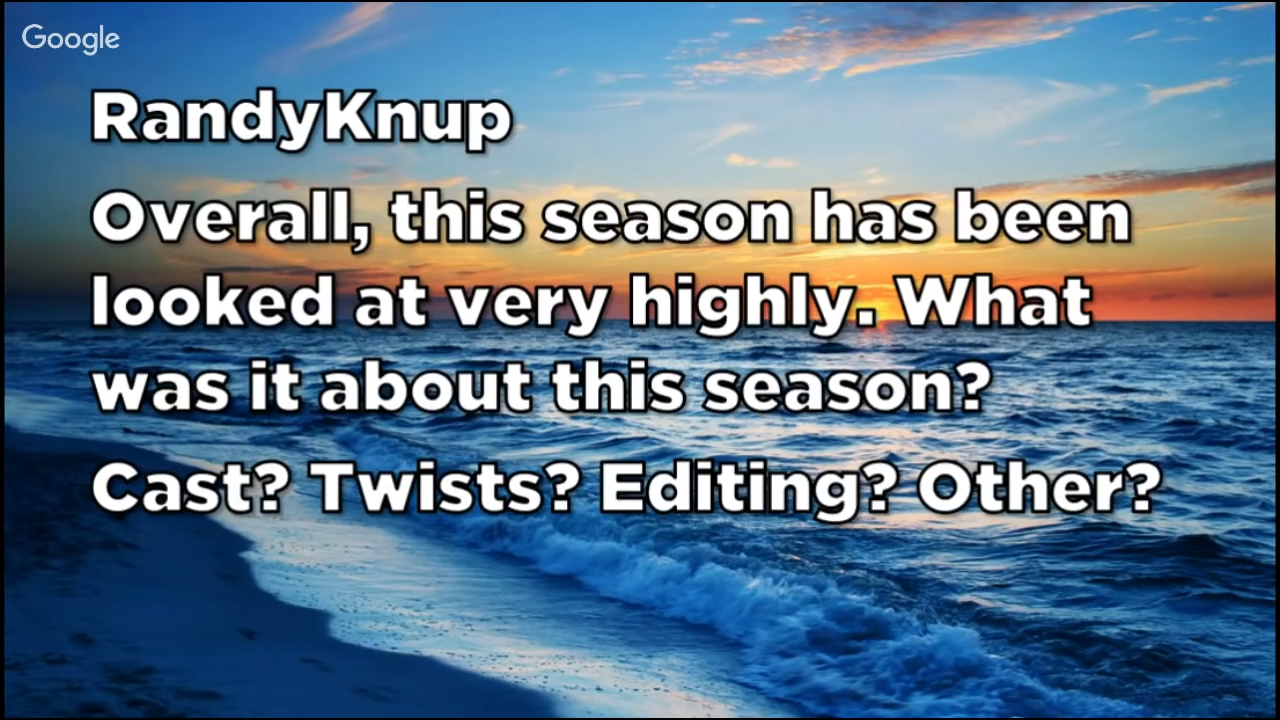 Google
RandyKnup
Overall, this season has been
looked at very highly. What
was it about this season?
Cast? Twists? Editing? Other?